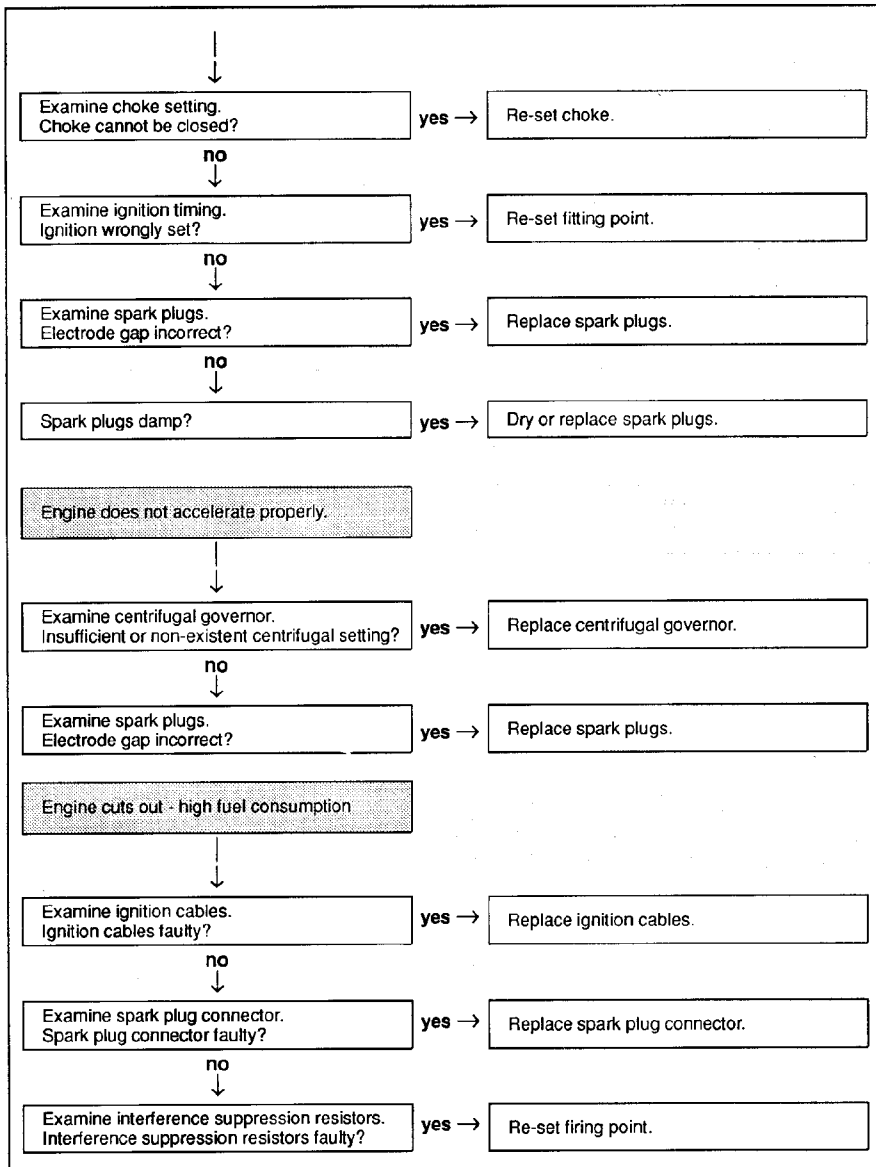 Examine choke setting.
Choke cannot be closed?
yes → Re-set choke.
no
Examine ignition timing.
Ignition wrongly set?
yes → Re-set fitting point.
no
Examine spark plugs.
Electrode gap incorrect?
yes → Replace spark plugs.
no
Spark plugs damp?
yes → Dry or replace spark plugs.
Engine does not accelerate properly.
Examine centrifugal governor.
Insufficient or non-existent centrifugal setting?
yes → Replace centrifugal governor.
no
Examine spark plugs.
Electrode gap incorrect?
yes → Replace spark plugs.
Engine cuts out - high fuel consumption
Examine ignition cables.
Ignition cables faulty?
yes → Replace ignition cables.
no
Examine spark plug connector.
Spark plug connector faulty?
yes → Replace spark plug connector.
no
Examine interference suppression resistors.
Interference suppression resistors faulty?
yes → Re-set firing point.